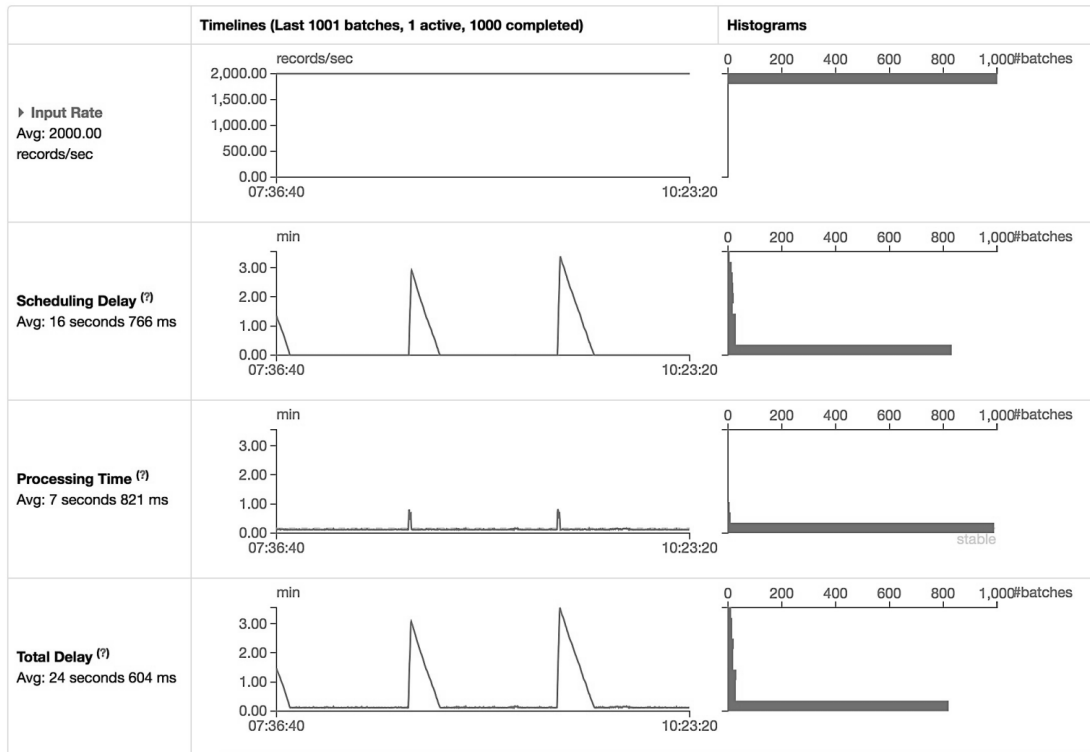 Timelines (Last 1001 batches, 1 active, 1000 completed)
Histograms
▸ Input Rate
Avg: 2000.00
records/sec
records/sec
2,000.00
1,500.00
1,000.00
500.00
0.00
07:36:40
10:23:20
0 200 400 600 800 1,000 #batches
Scheduling Delay (?)
Avg: 16 seconds 766 ms
min
3.00
2.00
1.00
0.00
07:36:40
10:23:20
0 200 400 600 800 1,000 #batches
Processing Time (?)
Avg: 7 seconds 821 ms
min
3.00
2.00
1.00
0.00
07:36:40
10:23:20
0 200 400 600 800 1,000 #batches
stable
Total Delay (?)
Avg: 24 seconds 604 ms
min
3.00
2.00
1.00
0.00
07:36:40
10:23:20
0 200 400 600 800 1,000 #batches